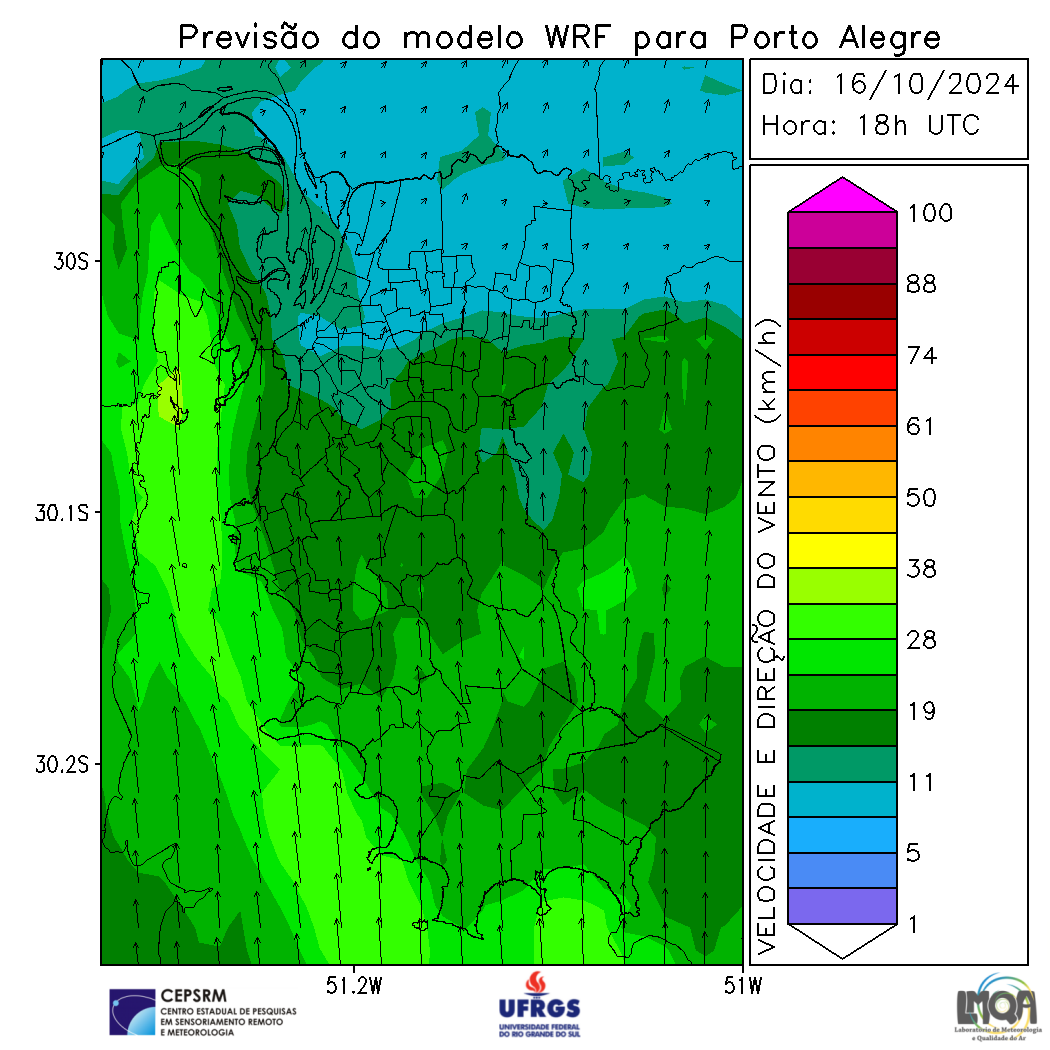 Previsão do modelo WRF para Porto Alegre
Dia: 16/10/2024
Hora: 18h UTC
100
88
74
61
50
38
28
19
11
5
1
VELOCIDADE E DIREÇÃO DO VENTO (km/h)
30S
30.1S
30.2S
51.2W
51W
CEPSRM
CENTRO ESTADUAL DE PESQUISAS
EM SENSORIAMENTO REMOTO
E METEOROLOGIA
UFRGS
UNIVERSIDADE FEDERAL
DO RIO GRANDE DO SUL
LMQA
Laboratório de Meteorologia
e Qualidade do Ar